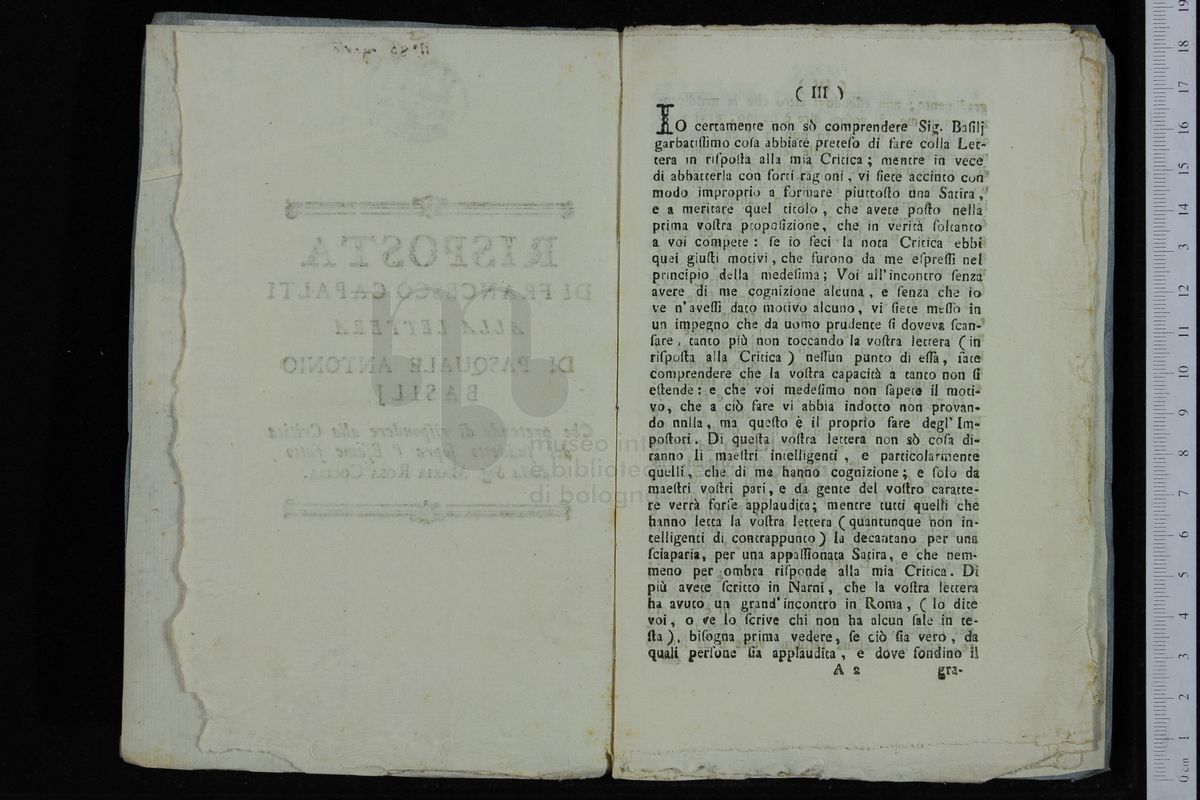 ( III )
IO certamente non sò comprendere Sig. Basilj
garbatissimo cosa abbiate preteso di fare colla Let-
tera in risposta alla mia Critica ; mentre in vece
di abbatterla con forti ragioni , vi siete accinto con
modo improprio a formare piuttosto una Satira ,
e a meritare quel titolo , che avete posto nella
prima vostra proposizione, che in verità soltanto
a voi compete : se io feci la nota Critica ebbi
quei giusti motivi , che furono da me espressi nel
principio della medesima ; Voi all'incontro senza
avere di me cognizione alcuna , e senza che io
ve n'avessi dato motivo alcuno, vi siete messo in
un impegno che da uomo prudente si doveva scan-
sare , tanto più non toccando la vostra lettera ( in
risposta alla Critica ) nessun punto di essa, fate
comprendere che la vostra capacità a tanto non si
estende : e che voi medesimo non sapete il moti-
vo, che a ciò fare vi abbia indotto non provan-
do nnlla, ma questo è il proprio fare degl'Im-
postori . Di questa vostra lettera non sò cosa di-
ranno li maestri intelligenti , e particolarmente
quelli, che di me hanno cognizione ; e solo da
maestri vostri pari, e da gente del vostro caratte-
re verrà forse applaudita; mentre tutti quelli che
hanno letta la vostra lettera ( quantunque non in-
telligenti di contrappunto ) la decantano per una
sciaparia, per una appassionata Satira, e che nem-
meno per ombra risponde alla mia Critica. Di
più avete scritto in Narni, che la vostra lettera
ha avuto un grand'incontro in Roma, ( lo dite
voi, o ve lo scrive chi non ha alcun sale in te-
sta ), bisogna prima vedere, se ciò sia vero , da
quali persone sia applaudita , e dove fondino il
A 2 gra-
museo
e biblioteca
di bologna